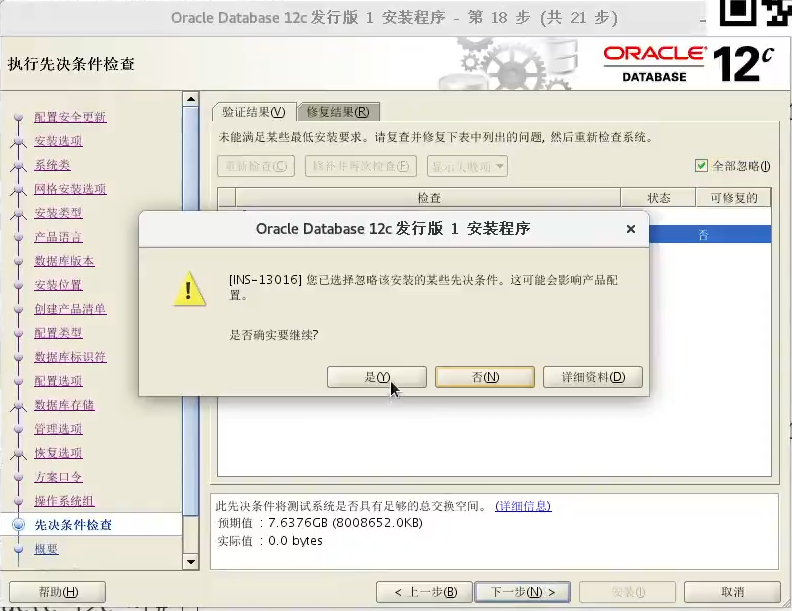 Oracle Database 12c 发行版 1 安装程序 - 第 18 步 (共 21 步)
执行先决条件检查
ORACLE
DATABASE
12c
配置安全更新
安装选项
系统类
网格安装选项
安装类型
产品语言
数据库版本
安装位置
创建产品清单
配置类型
数据库标识符
配置选项
数据库存储
管理选项
恢复选项
方案口令
操作系统组
先决条件检查
概要
验证结果(V) 修复结果(R)
未能满足某些最低安装要求。请复查并修复下表中列出的问题, 然后重新检查系统。
重新检查(C) 修补并再次检查(F) 显示失败项 全部忽略(I)
检查 状态 可修复的
否
Oracle Database 12c 发行版 1 安装程序
[INS-13016] 您已选择忽略该安装的某些先决条件。这可能会影响产品配
置。
是否确实要继续?
是(Y) 否(N) 详细资料(D)
此先决条件将测试系统是否具有足够的总交换空间。 (详细信息)
预期值 : 7.6376GB (8008652.0KB)
实际值 : 0.0 bytes
帮助(H) < 上一步(B) 下一步(N) > 安装(I) 取消